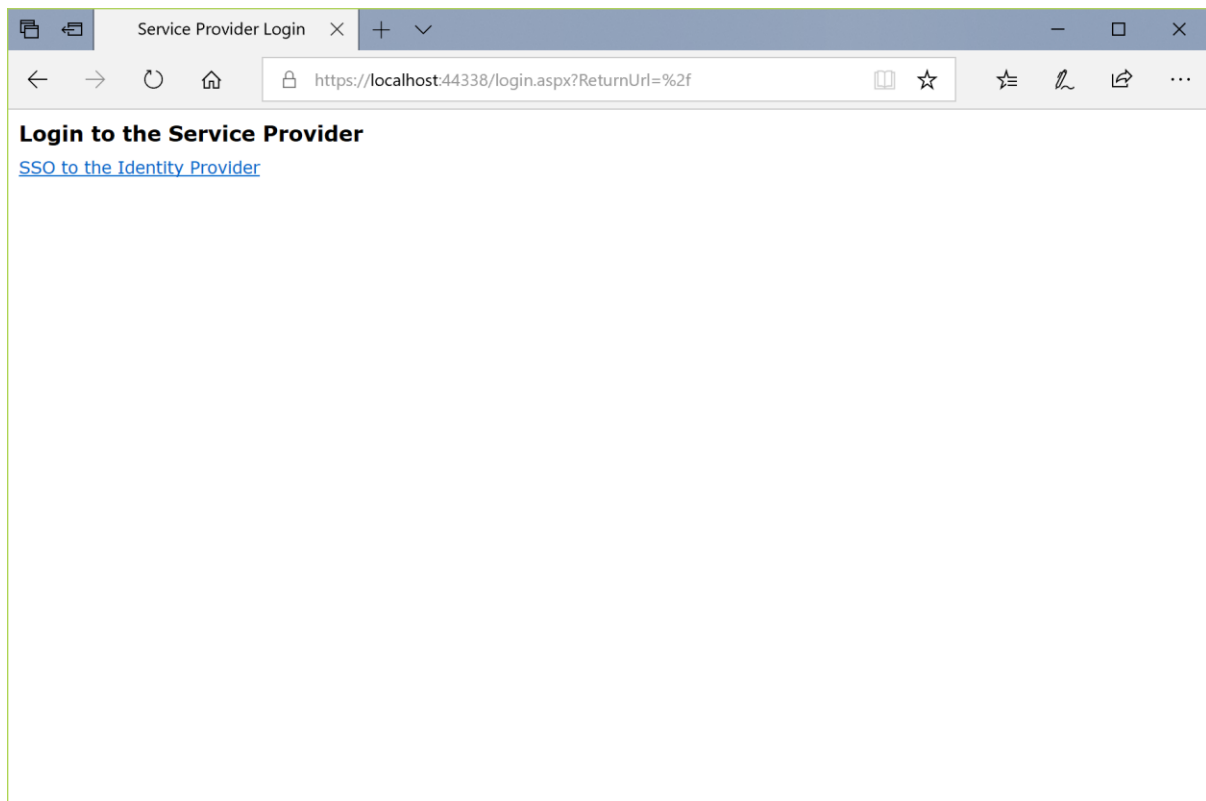 Service Provider Login
https://localhost:44338/login.aspx?ReturnUrl=%2f
Login to the Service Provider
SSO to the Identity Provider